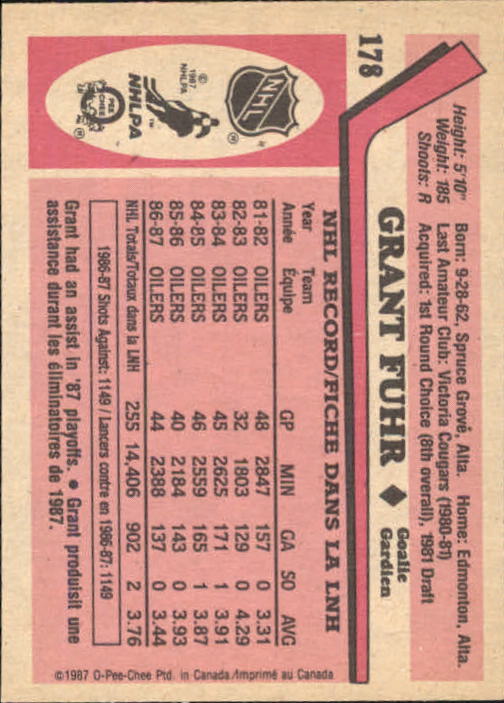 178
Height: 5'10" Born: 9-28-62, Spruce Grove, Alta. Home: Edmonton, Alta.
Weight: 185 Last Amateur Club: Victoria Cougars (1980-81)
Shoots: R Acquired: 1st Round Choice (8th overall), 1981 Draft
GRANT FUHR ◆ Goalie
Gardien
NHL RECORD/FICHE DANS LA LNH
Year Team GP MIN GA SO AVG
Année Équipe
81-82 OILERS 48 2847 157 0 3.31
82-83 OILERS 32 1803 129 0 4.29
83-84 OILERS 45 2625 171 1 3.91
84-85 OILERS 46 2559 165 1 3.87
85-86 OILERS 40 2184 143 0 3.93
86-87 OILERS 44 2388 137 0 3.44
NHL Totals/Totaux dans la LNH 255 14,406 902 2 3.76
1986-87 Shots Against: 1149 / Lancers contre en 1986-87: 1149
Grant had an assist in '87 playoffs. ● Grant produisit une
assistance durant les éliminatoires de 1987.
NHL
®
© 1987
NHLPA
NHLPA
™
O PEE
CHEE
©1987 O-Pee-Chee Ptd. in Canada/Imprimé au Canada